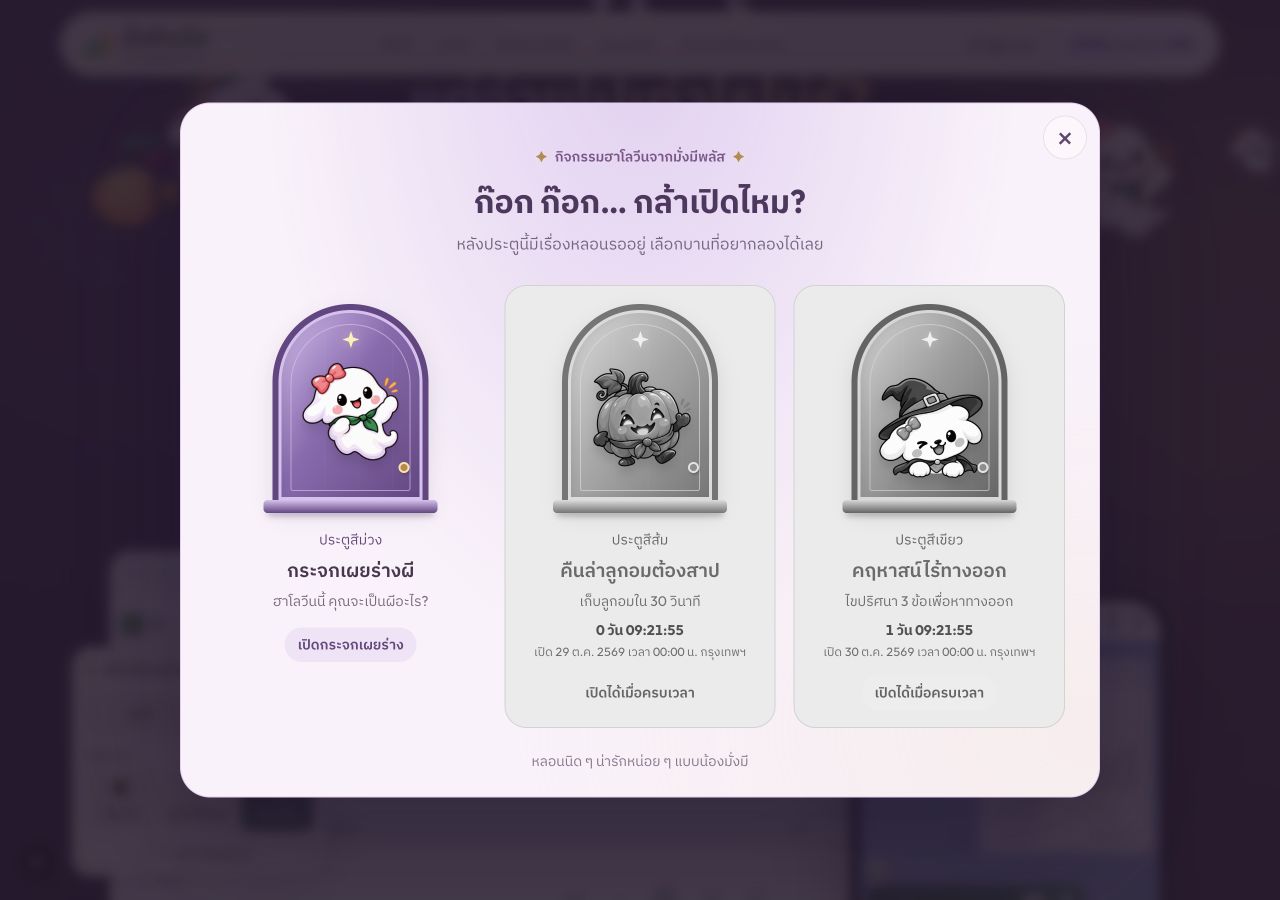 กิจกรรมฮาโลวีนจากมั่งมีพลัส
ก๊อก ก๊อก... กล้าเปิดไหม?
หลังประตูนี้มีเรื่องหลอนรออยู่ เลือกบานที่อยากลองได้เลย
ประตูสีม่วง
กระจกเผยร่างผี
ฮาโลวีนนี้ คุณจะเป็นผีอะไร?
เปิดกระจกเผยร่าง
ประตูสีส้ม
คืนล่าลูกอมต้องสาป
เก็บลูกอมใน 30 วินาที
0 วัน 09:21:55
เปิด 29 ต.ค. 2569 เวลา 00:00 น. กรุงเทพฯ
เปิดได้เมื่อครบเวลา
ประตูสีเขียว
คฤหาสน์ไร้ทางออก
ไขปริศนา 3 ข้อเพื่อหาทางออก
1 วัน 09:21:55
เปิด 30 ต.ค. 2569 เวลา 00:00 น. กรุงเทพฯ
เปิดได้เมื่อครบเวลา
หลอนนิด ๆ น่ารักหน่อย ๆ แบบน้องมั่งมี